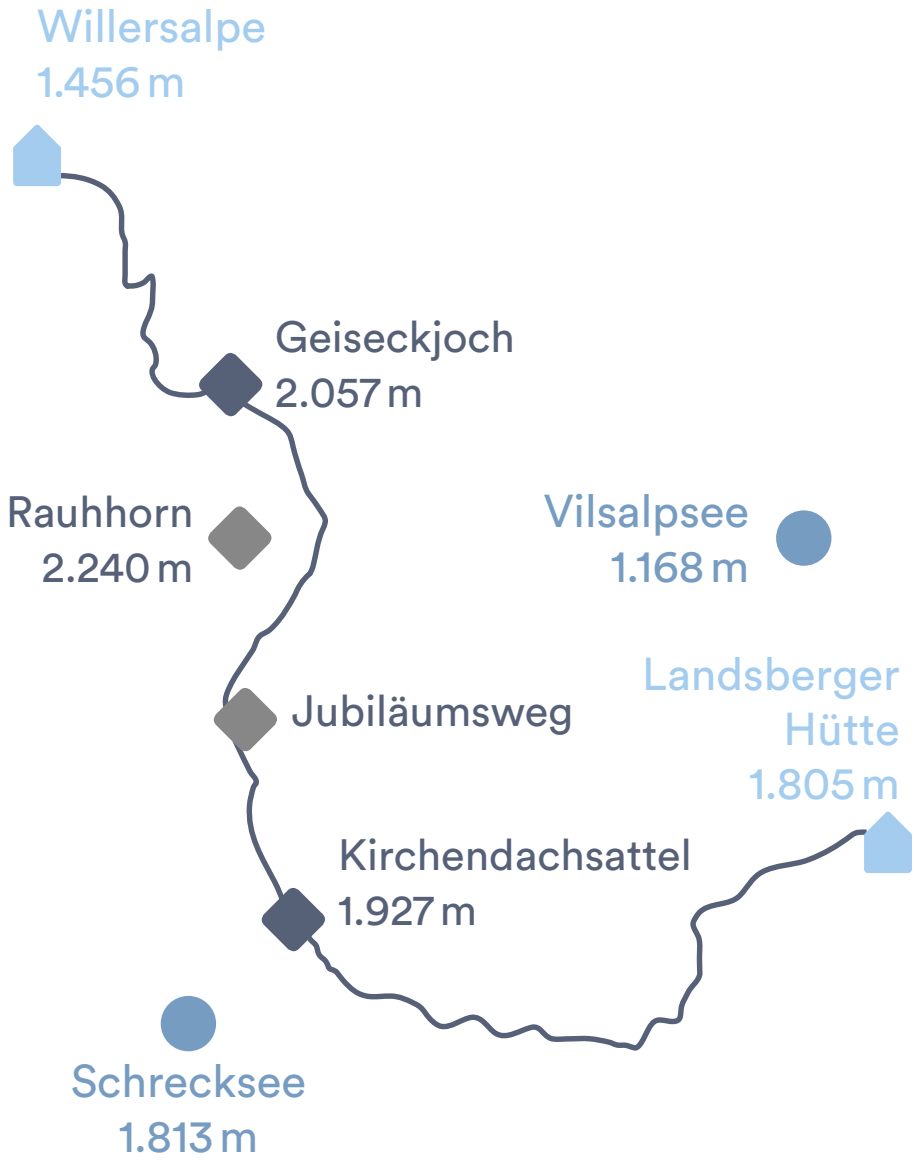 Willersalpe
1.456 m
Geiseckjoch
2.057 m
Rauhhorn
2.240 m
Vilsalpsee
1.168 m
Landsberger
Hütte
1.805 m
Jubiläumsweg
Kirchendachsattel
1.927 m
Schrecksee
1.813 m